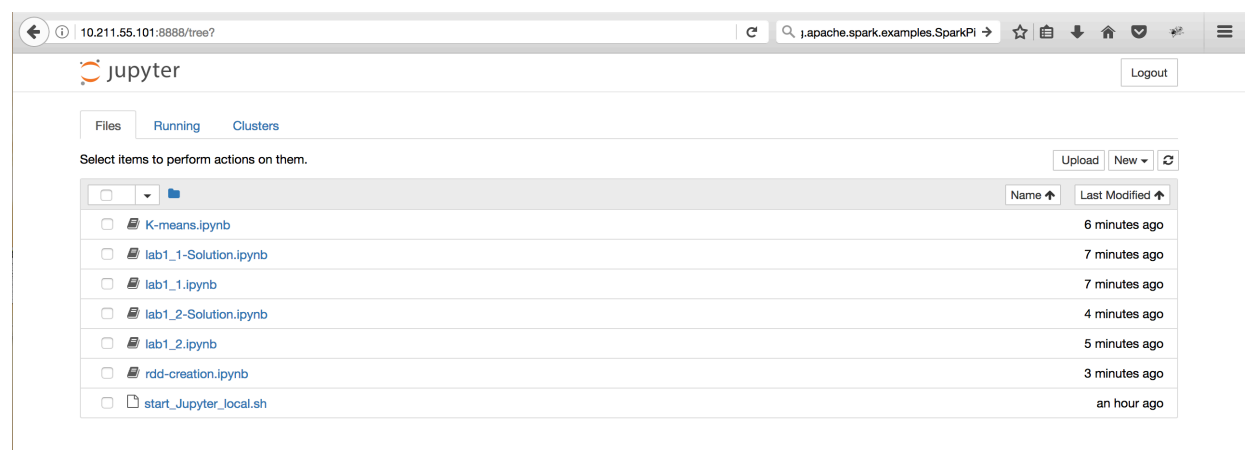 10.211.55.101:8888/tree?
.apache.spark.examples.SparkPi
jupyter
Logout
Files Running Clusters
Select items to perform actions on them.
Upload New
Name Last Modified
K-means.ipynb 6 minutes ago
lab1_1-Solution.ipynb 7 minutes ago
lab1_1.ipynb 7 minutes ago
lab1_2-Solution.ipynb 4 minutes ago
lab1_2.ipynb 5 minutes ago
rdd-creation.ipynb 3 minutes ago
start_Jupyter_local.sh an hour ago